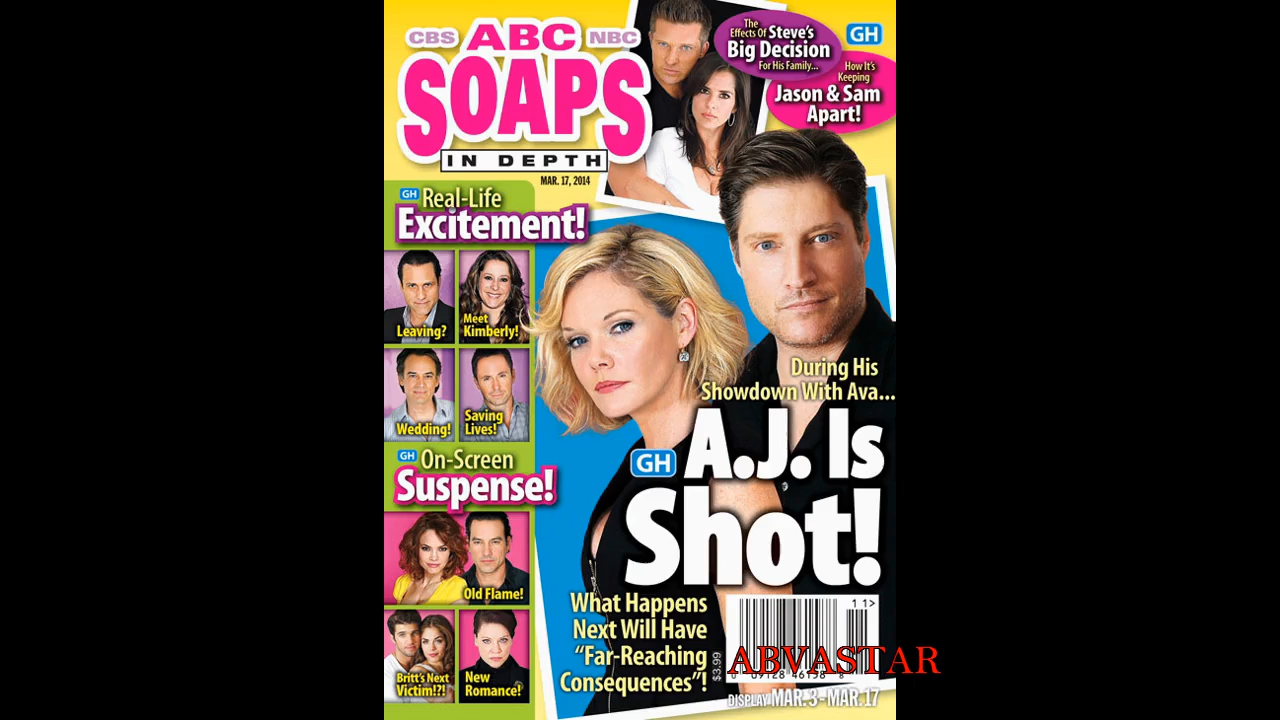 CBS ABC NBC
SOAPS
IN DEPTH
MAR. 17, 2014
The
Effects Of Steve's
Big Decision
For His Family...
GH
How It's
Keeping
Jason & Sam
Apart!
GH Real-Life
Excitement!
Leaving?
Meet
Kimberly!
Wedding!
Saving
Lives!
GH On-Screen
Suspense!
Old Flame!
Britt's Next
Victim!?!
New
Romance!
During His
Showdown With Ava...
GH A.J. Is
Shot!
What Happens
Next Will Have
"Far-Reaching
Consequences"!
$3.99
11>
ABVASTAR
DISPLAY MAR. 3 - MAR. 17